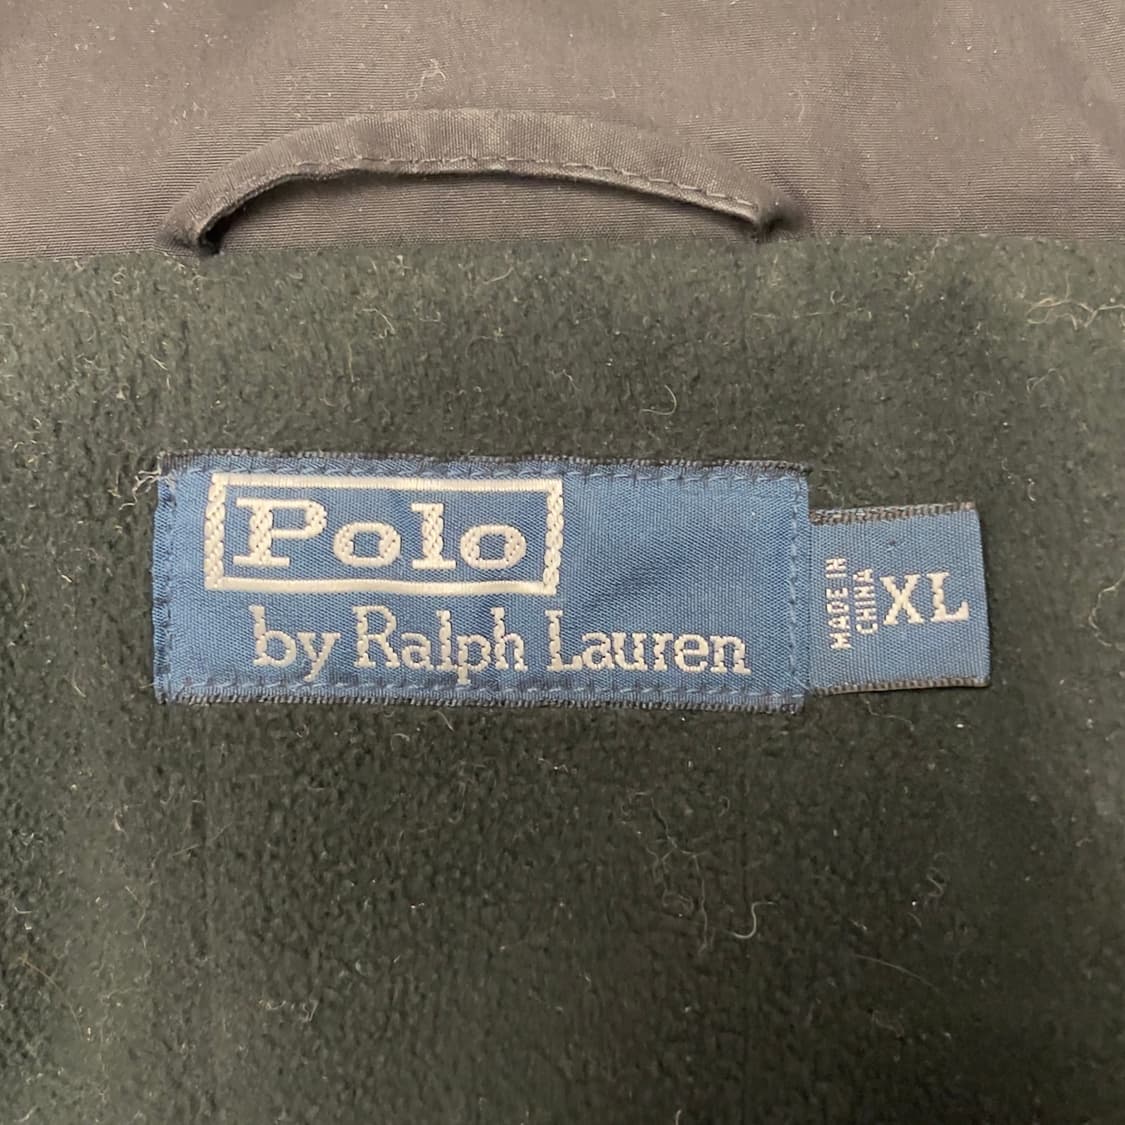 Polo
by Ralph Lauren
MADE IN
CHINA
XL